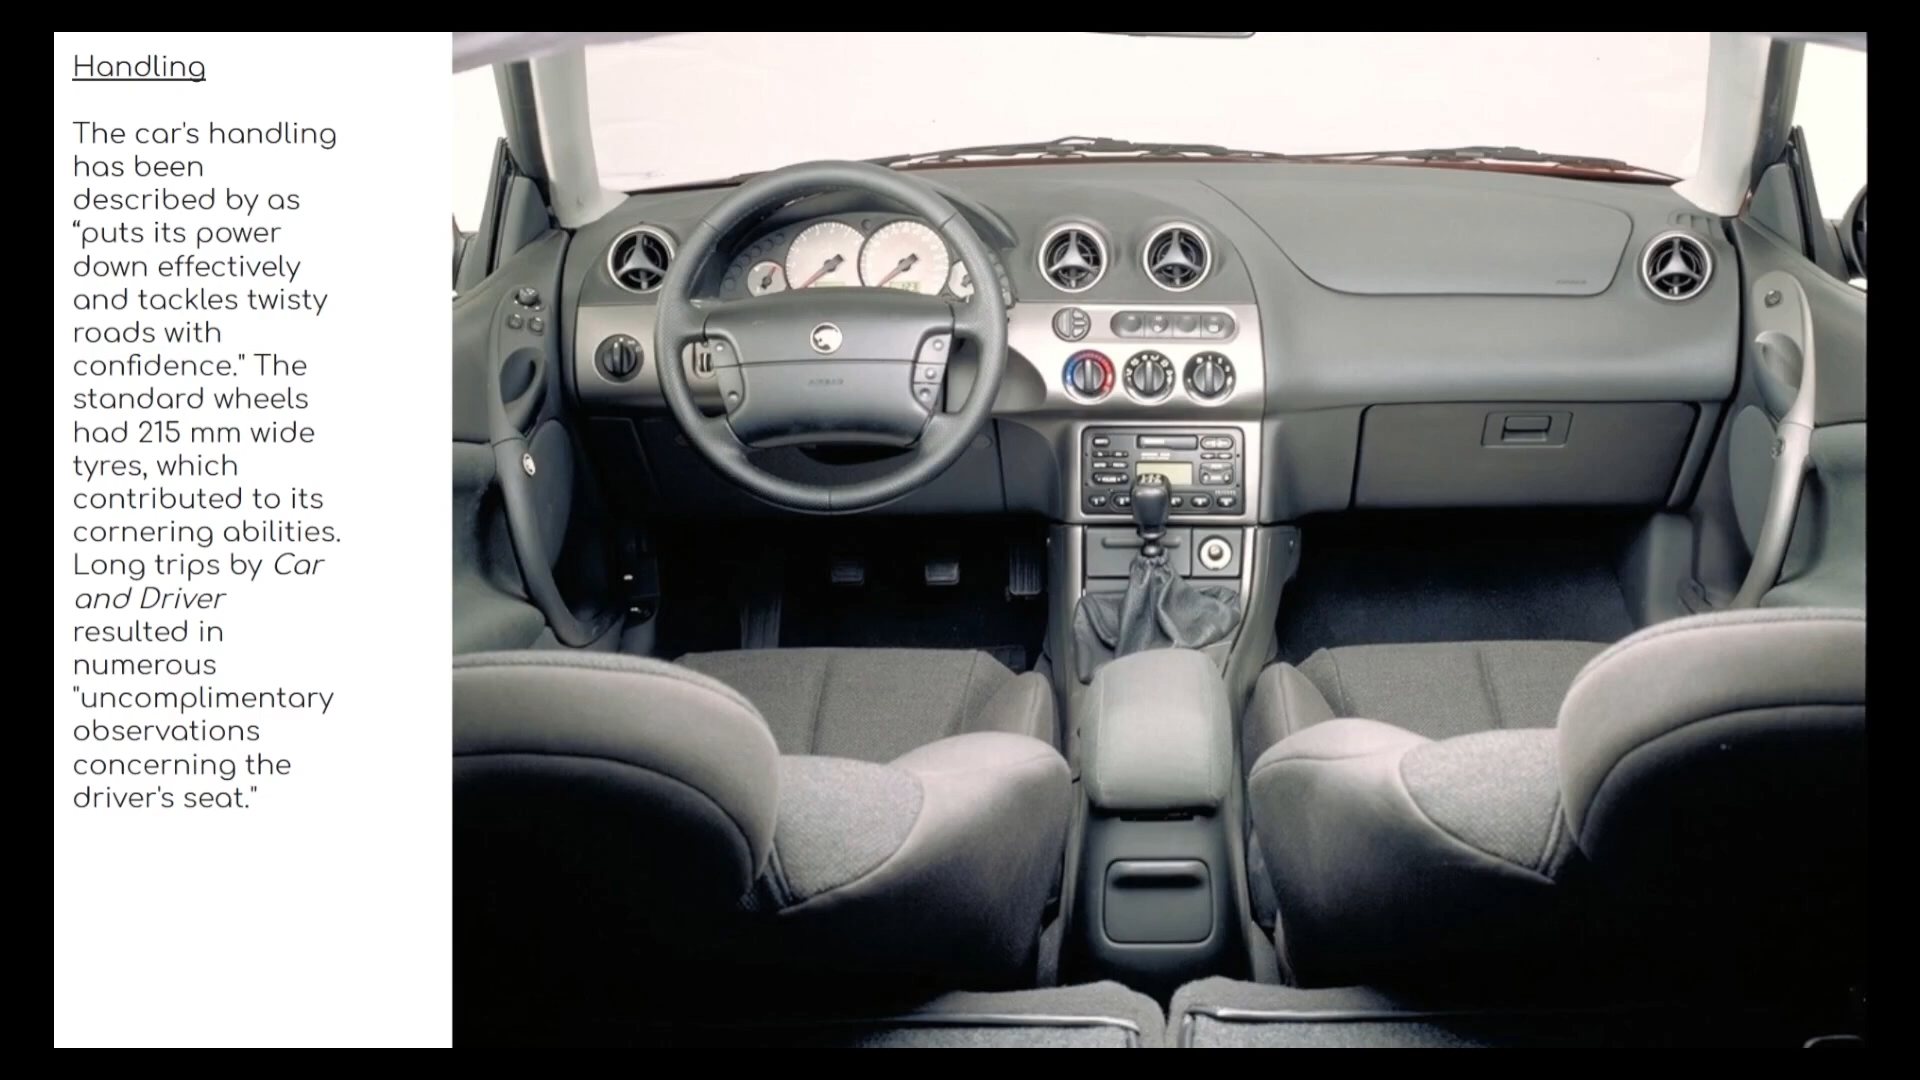 Handling
The car's handling
has been
described by as
“puts its power
down effectively
and tackles twisty
roads with
confidence." The
standard wheels
had 215 mm wide
tyres, which
contributed to its
cornering abilities.
Long trips by Car
and Driver
resulted in
numerous
"uncomplimentary
observations
concerning the
driver's seat."
AIRBAG